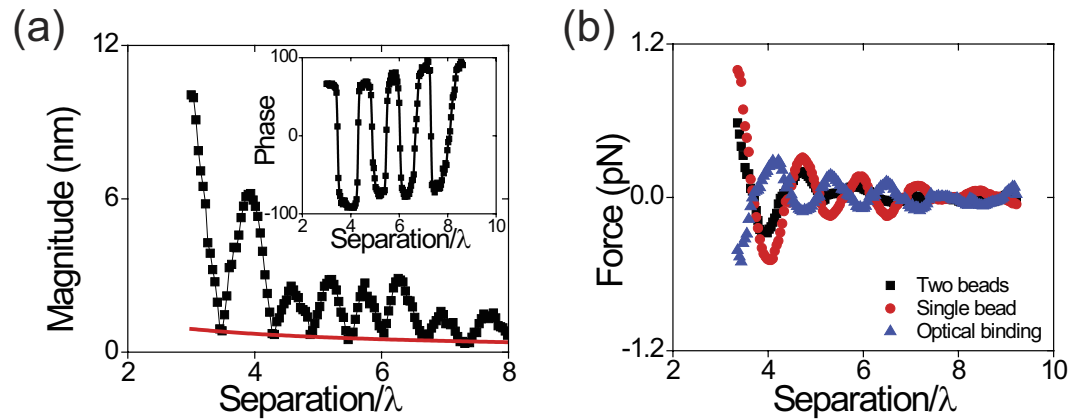 (a)
12
6
0
Magnitude (nm)
2
4
6
8
Separation/λ
100
0
-100
Phase
2
4
6
8
10
Separation/λ
(b)
1.2
0.0
-1.2
Force (pN)
2
4
6
8
10
Separation/λ
Two beads
Single bead
Optical binding